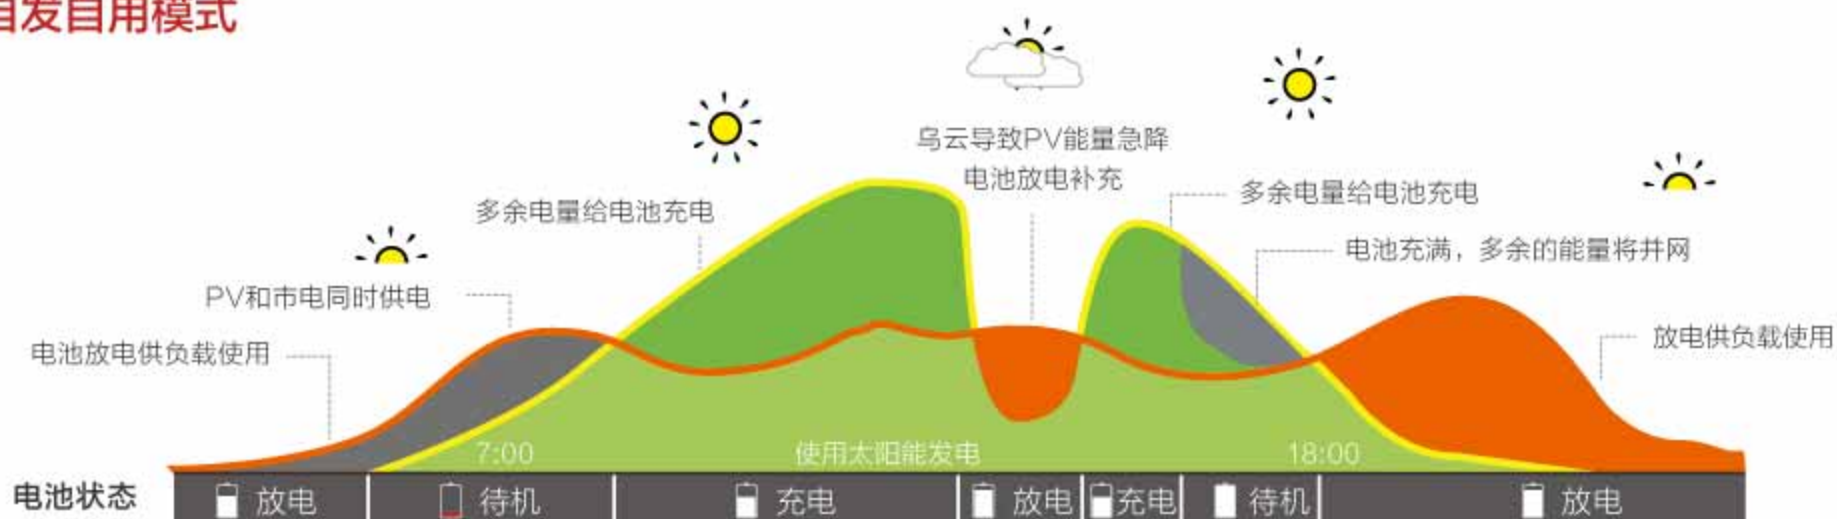 自发自用模式
乌云导致PV能量急降
电池放电补充
多余电量给电池充电
多余电量给电池充电
电池充满，多余的能量将并网
PV和市电同时供电
放电供负载使用
电池放电供负载使用
7:00
使用太阳能发电
18:00
电池状态 放电 待机 充电 放电 充电 待机 放电